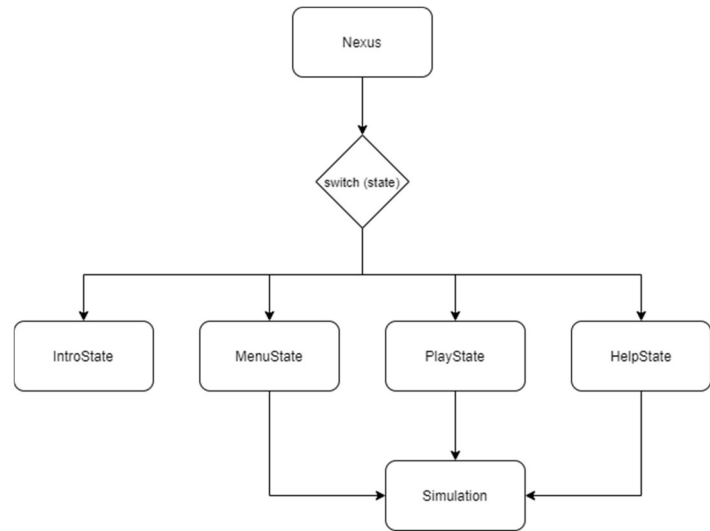 Nexus
switch (state)
IntroState
MenuState
PlayState
HelpState
Simulation